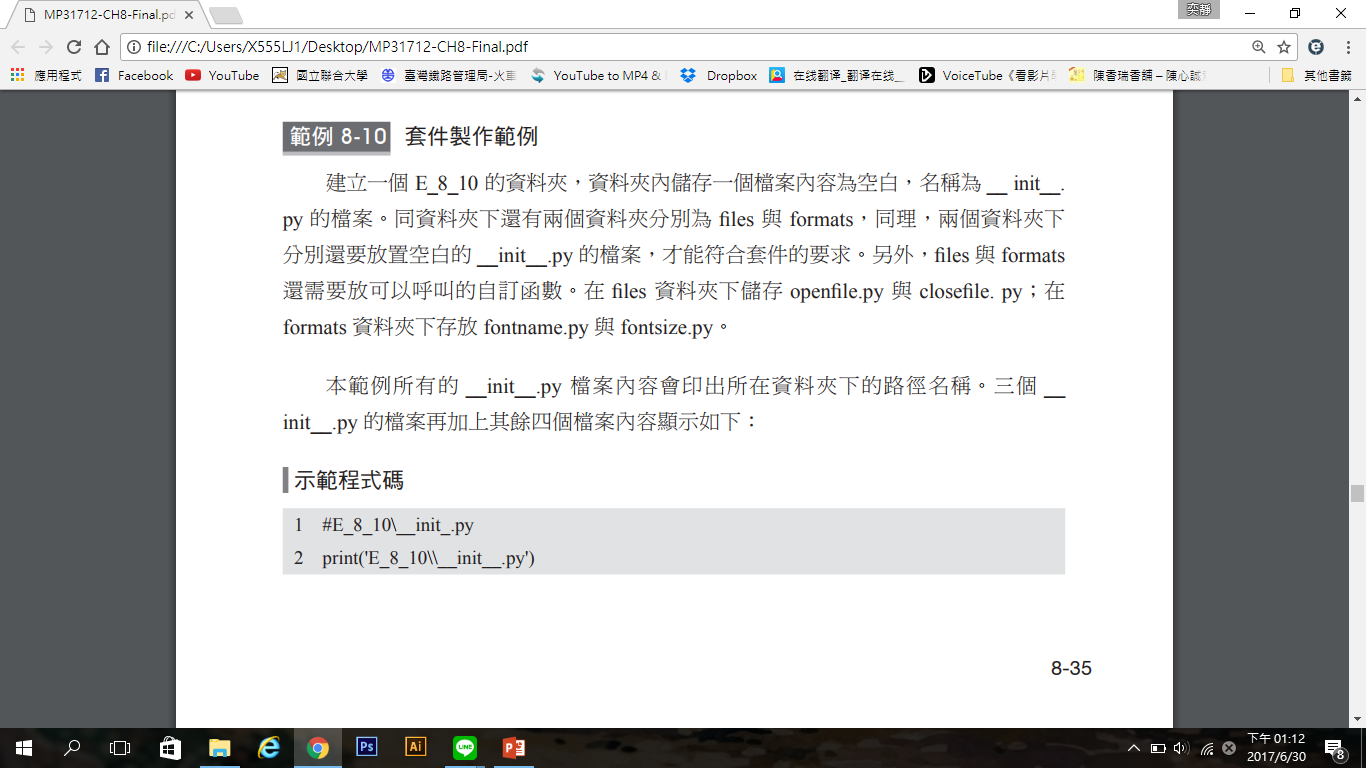 MP31712-CH8-Final.pd
奕靜
file:///C:/Users/X555LJ1/Desktop/MP31712-CH8-Final.pdf
應用程式 Facebook YouTube 國立聯合大學 臺灣鐵路管理局-火車 YouTube to MP4 & Dropbox 在线翻译_翻译在线_ VoiceTube《看影片 陳香瑞香鋪 – 陳心誠 其他書籤
範例 8-10 套件製作範例
建立一個 E_8_10 的資料夾，資料夾內儲存一個檔案內容為空白，名稱為 __ init__.
py 的檔案。同資料夾下還有兩個資料夾分別為 files 與 formats，同理，兩個資料夾下
分別還要放置空白的 __init__.py 的檔案，才能符合套件的要求。另外，files 與 formats
還需要放可以呼叫的自訂函數。在 files 資料夾下儲存 openfile.py 與 closefile. py；在
formats 資料夾下存放 fontname.py 與 fontsize.py。
本範例所有的 __init__.py 檔案內容會印出所在資料夾下的路徑名稱。三個 __
init__.py 的檔案再加上其餘四個檔案內容顯示如下：
示範程式碼
1 #E_8_10\__init_.py
2 print('E_8_10\\__init__.py')
8-35
Ps Ai LINE
下午 01:12
2017/6/30
8